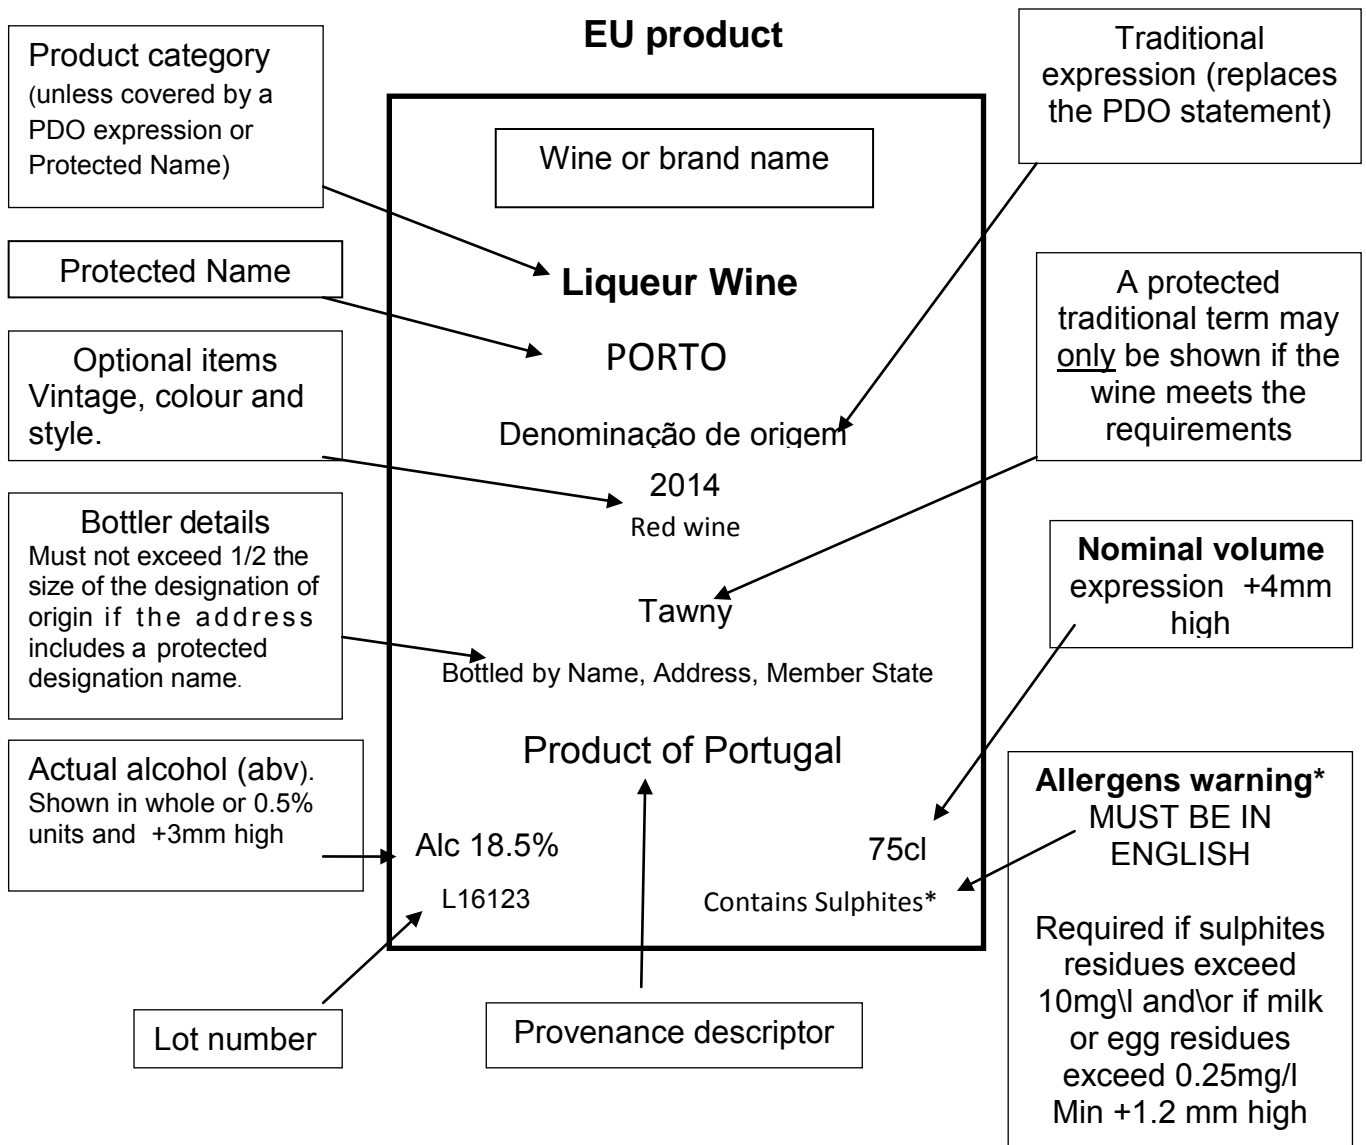 EU product
Product category
(unless covered by a
PDO expression or
Protected Name)
Protected Name
Optional items
Vintage, colour and
style.
Bottler details
Must not exceed 1/2 the
size of the designation of
origin if the address
includes a protected
designation name.
Actual alcohol (abv).
Shown in whole or 0.5%
units and +3mm high
Lot number
Wine or brand name
Liqueur Wine
PORTO
Denominação de origem
2014
Red wine
Tawny
Bottled by Name, Address, Member State
Product of Portugal
Alc 18.5%
75cl
L16123
Contains Sulphites*
Provenance descriptor
Traditional
expression (replaces
the PDO statement)
A protected
traditional term may
only be shown if the
wine meets the
requirements
Nominal volume
expression +4mm
high
Allergens warning*
MUST BE IN
ENGLISH
Required if sulphites
residues exceed
10mg\l and\or if milk
or egg residues
exceed 0.25mg/l
Min +1.2 mm high